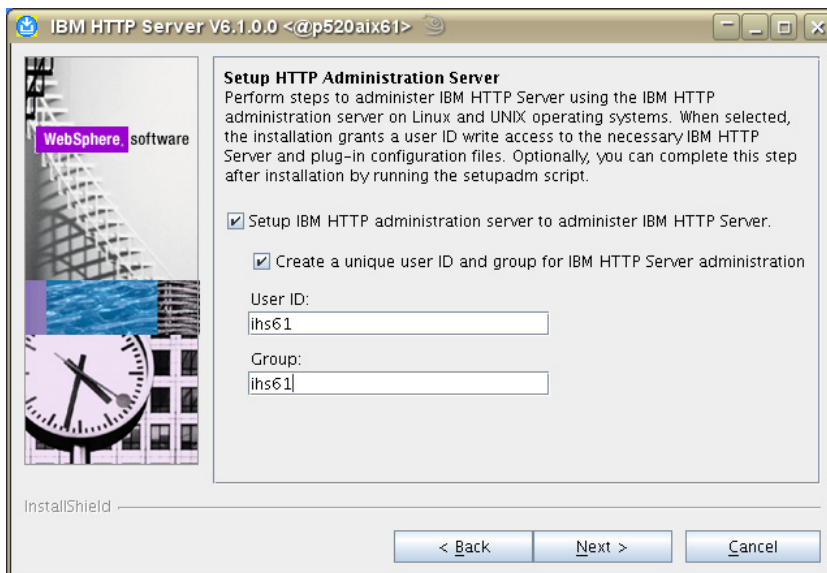 IBM HTTP Server V6.1.0.0 <@p520aix61>
WebSphere. software
Setup HTTP Administration Server
Perform steps to administer IBM HTTP Server using the IBM HTTP
administration server on Linux and UNIX operating systems. When selected,
the installation grants a user ID write access to the necessary IBM HTTP
Server and plug-in configuration files. Optionally, you can complete this step
after installation by running the setupadm script.
Setup IBM HTTP administration server to administer IBM HTTP Server.
Create a unique user ID and group for IBM HTTP Server administration
User ID:
ihs61
Group:
ihs61
InstallShield
< Back
Next >
Cancel